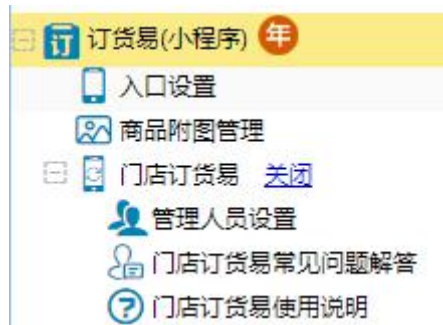 订 订货易(小程序) 年
入口设置
商品附图管理
门店订货易 关闭
管理人员设置
门店订货易常见问题解答
门店订货易使用说明